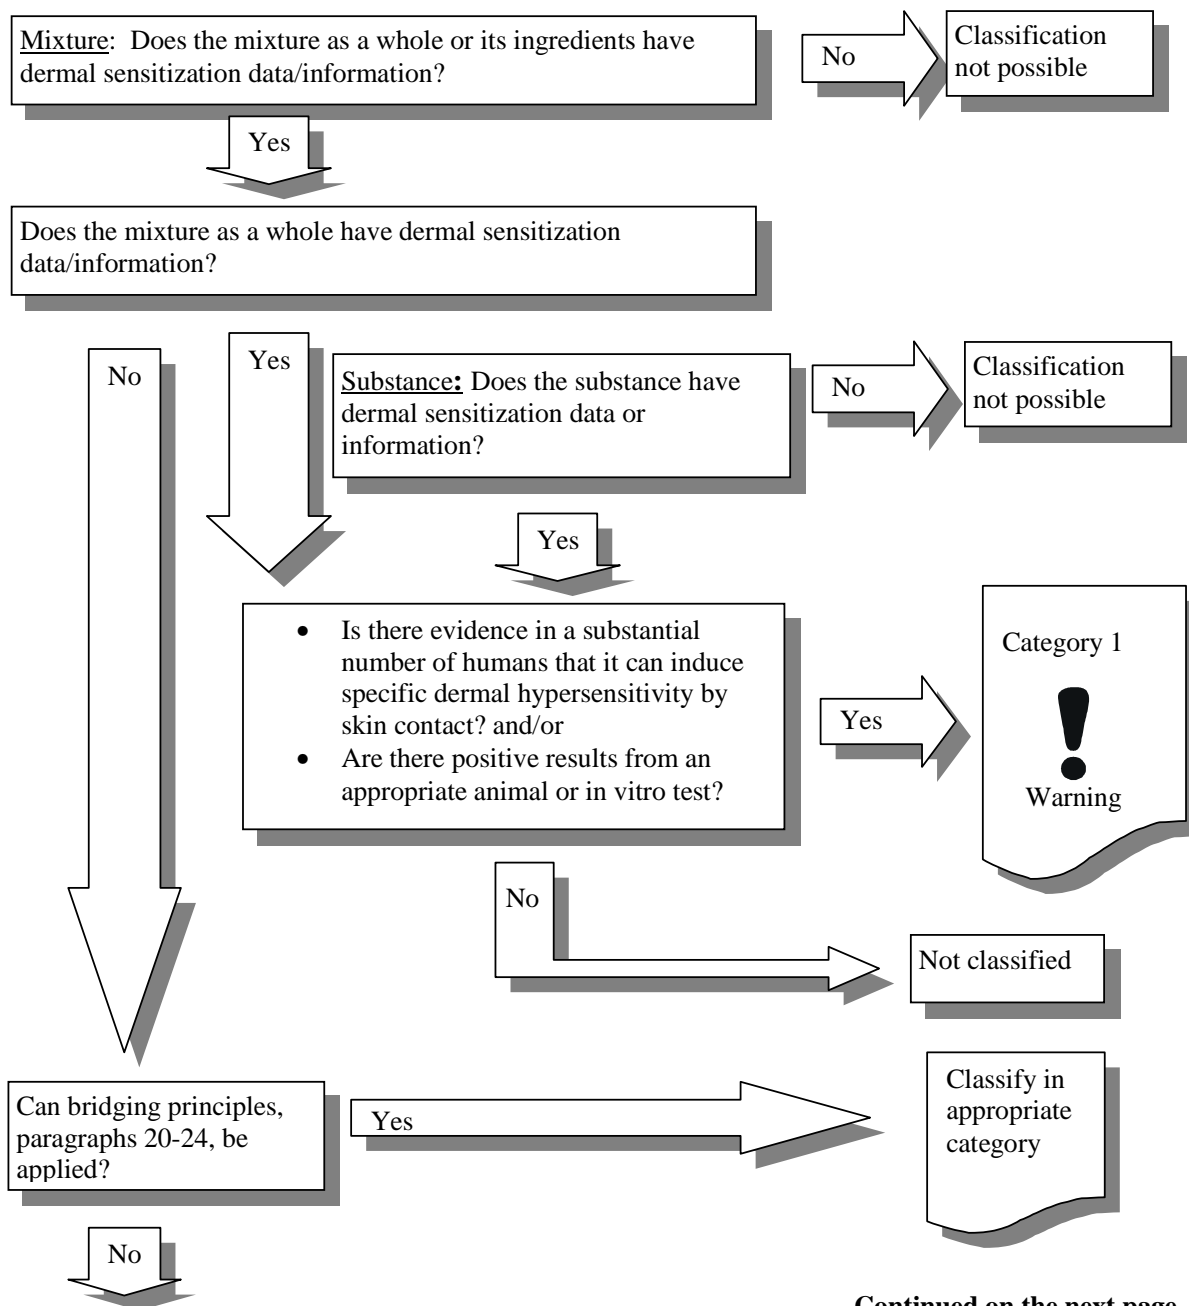 Mixture: Does the mixture as a whole or its ingredients have
dermal sensitization data/information?
No
Classification
not possible
Yes
Does the mixture as a whole have dermal sensitization
data/information?
No
Yes
Substance: Does the substance have
dermal sensitization data or
information?
No
Classification
not possible
Yes
• Is there evidence in a substantial
number of humans that it can induce
specific dermal hypersensitivity by
skin contact? and/or
• Are there positive results from an
appropriate animal or in vitro test?
Yes
Category 1
!
Warning
No
Not classified
Can bridging principles,
paragraphs 20-24, be
applied?
Yes
Classify in
appropriate
category
No
Continued on the next page